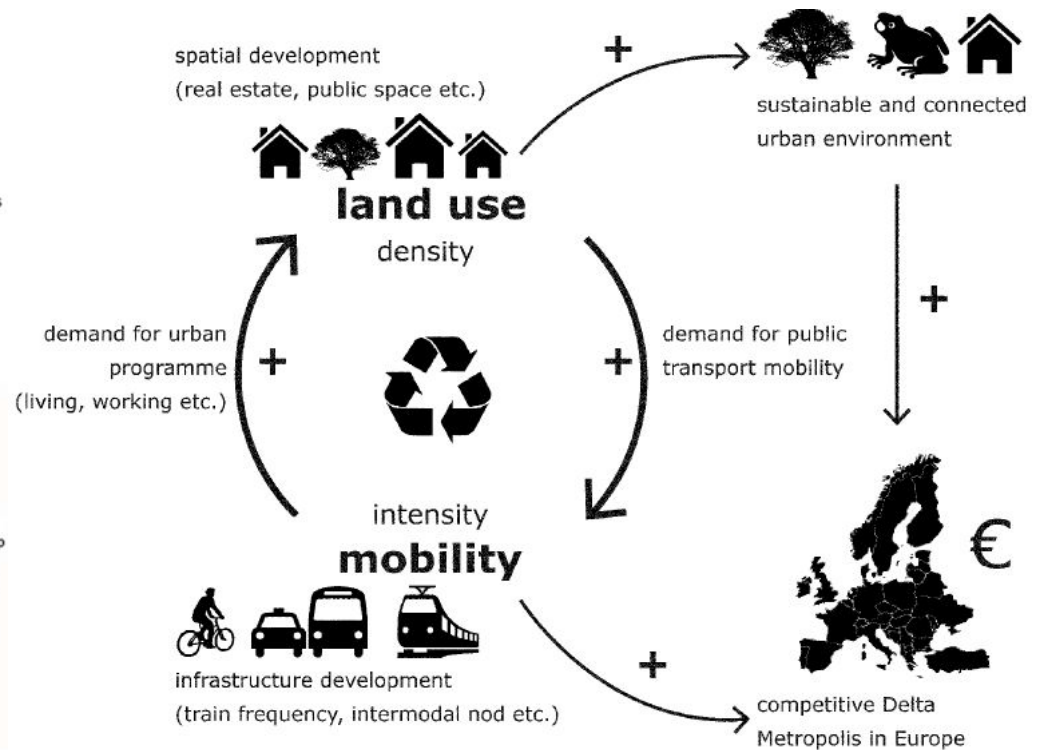 spatial development
(real estate, public space etc.)
+
sustainable and connected
urban environment
land use
density
+
demand for urban
programme
(living, working etc.)
+
+
demand for public
transport mobility
intensity
mobility
€
infrastructure development
(train frequency, intermodal nod etc.)
+
competitive Delta
Metropolis in Europe